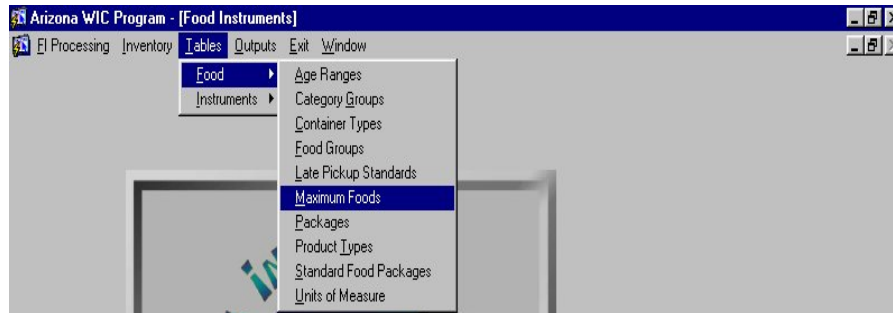 Arizona WIC Program - [Food Instruments]
FI Processing Inventory Tables Outputs Exit Window
Food
Instruments
Age Ranges
Category Groups
Container Types
Food Groups
Late Pickup Standards
Maximum Foods
Packages
Product Types
Standard Food Packages
Units of Measure